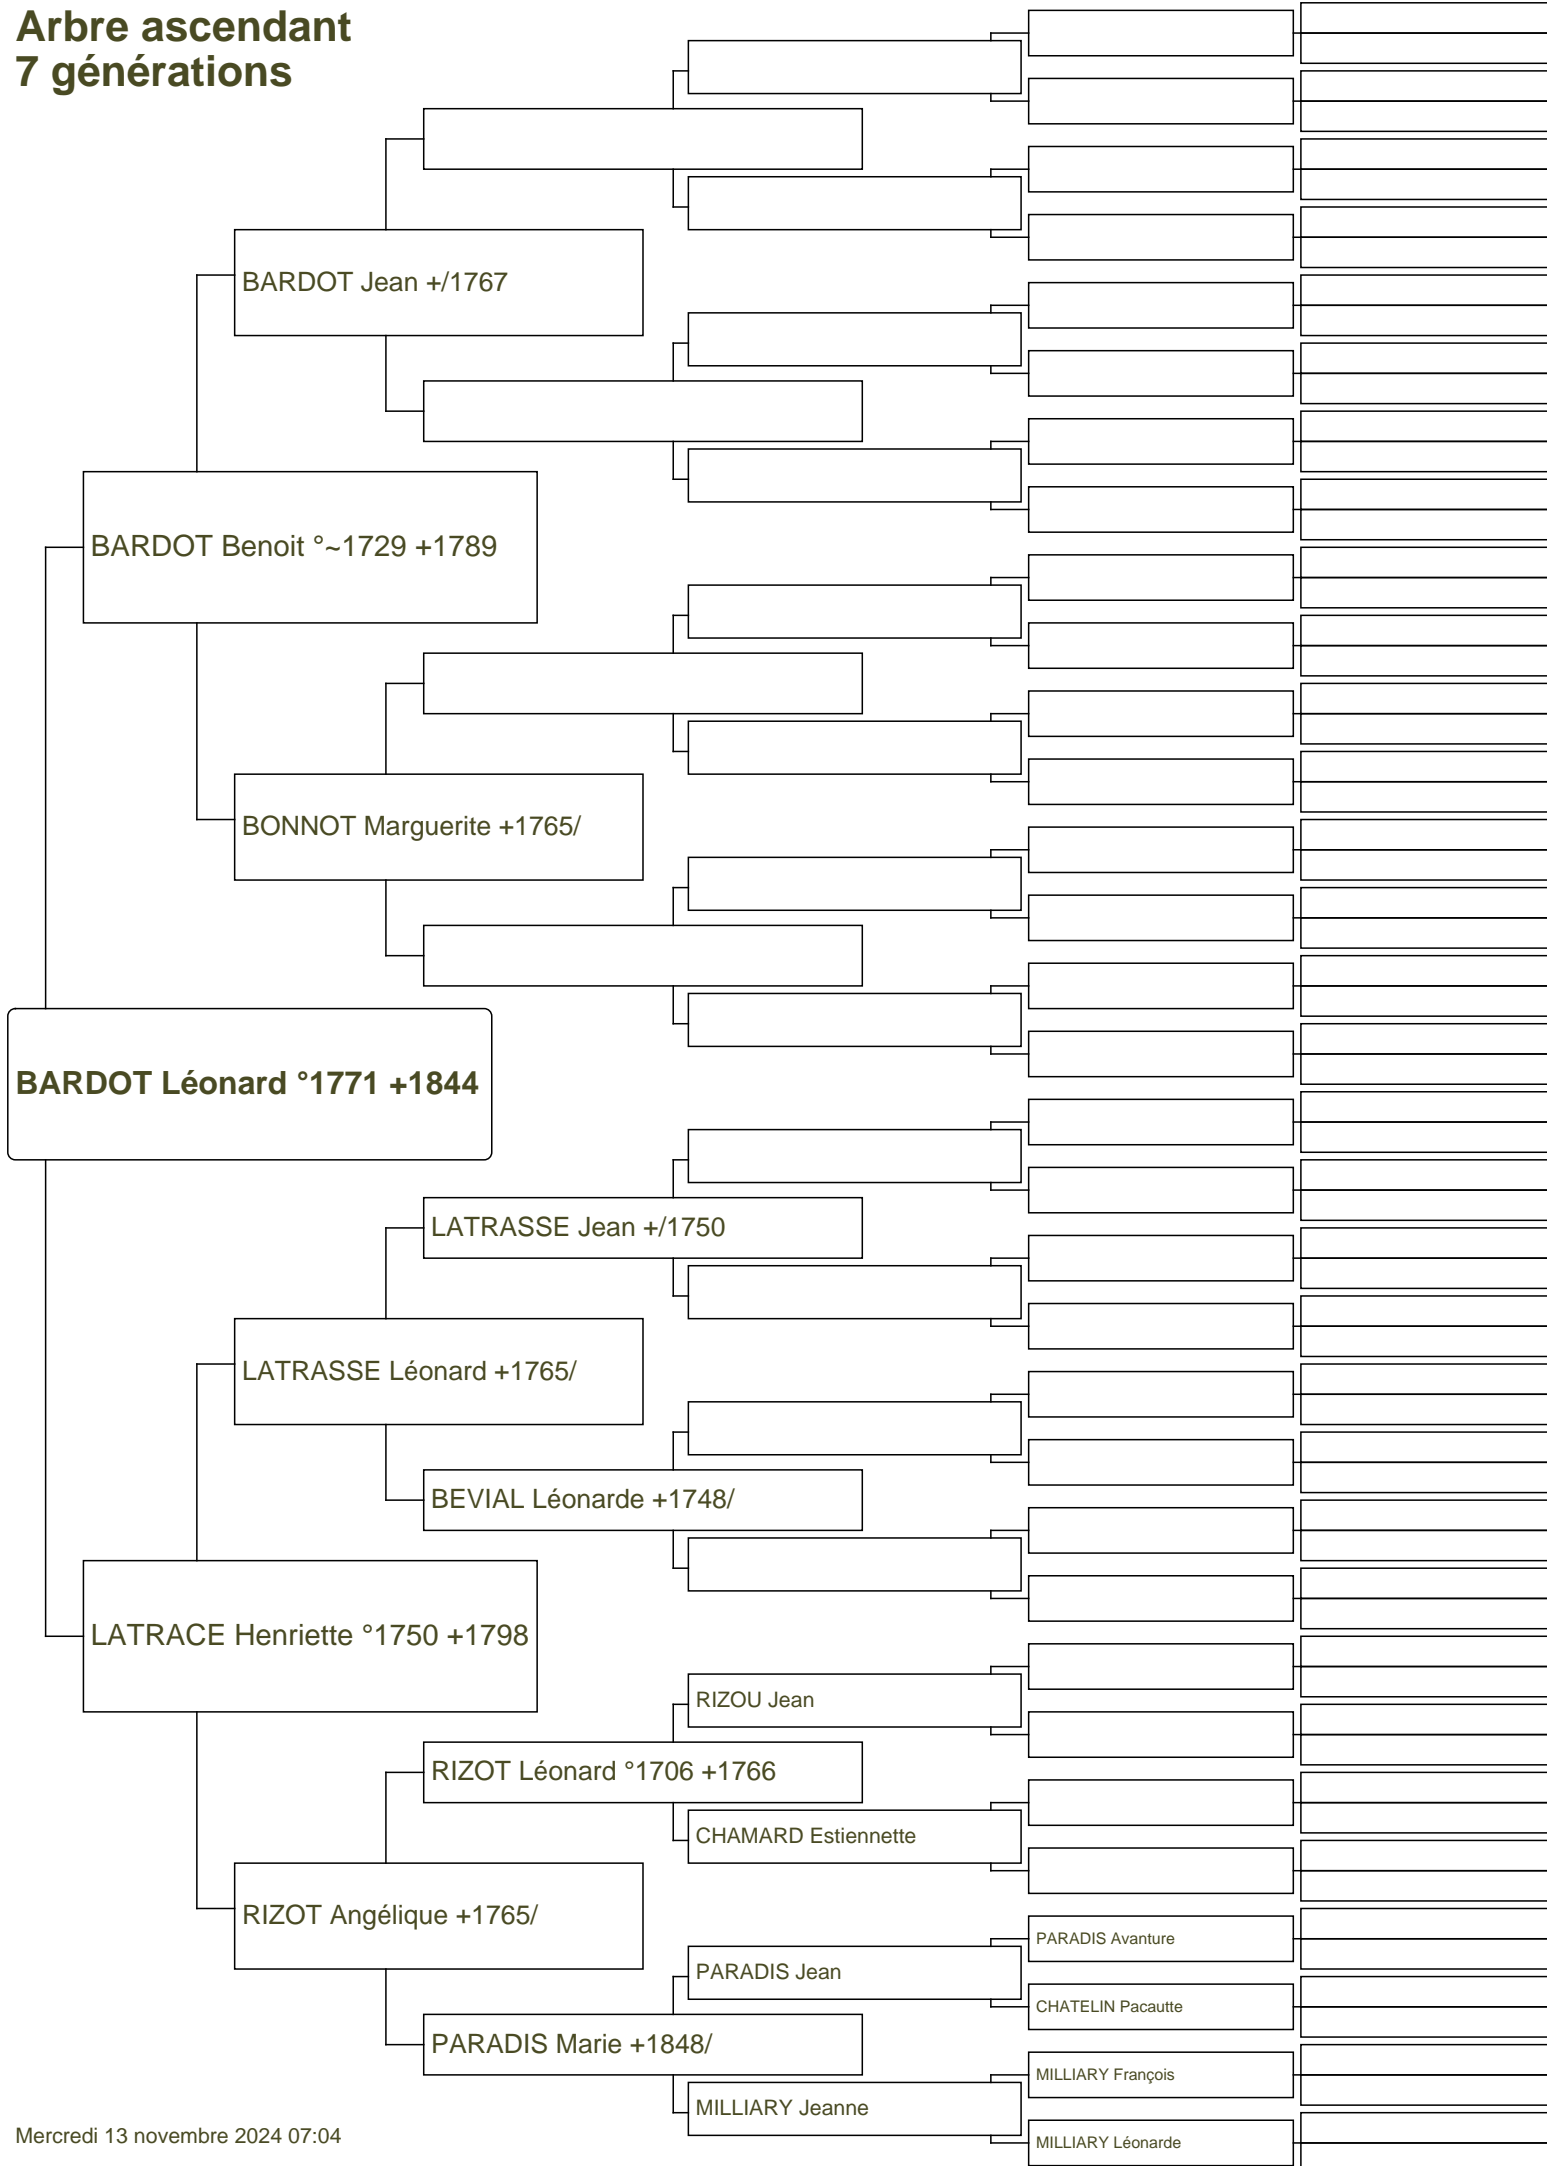 Arbre ascendant
7 générations
BARDOT Jean +/1767
BARDOT Benoit °~1729 +1789
BONNOT Marguerite +1765/
BARDOT Léonard °1771 +1844
LATRASSE Jean +/1750
LATRASSE Léonard +1765/
BEVIAL Léonarde +1748/
LATRACE Henriette °1750 +1798
RIZOU Jean
RIZOT Léonard °1706 +1766
CHAMARD Estiennette
RIZOT Angélique +1765/
PARADIS Avanture
PARADIS Jean
CHATELIN Pacautte
PARADIS Marie +1848/
MILLIARY François
MILLIARY Jeanne
MILLIARY Léonarde
Mercredi 13 novembre 2024 07:04